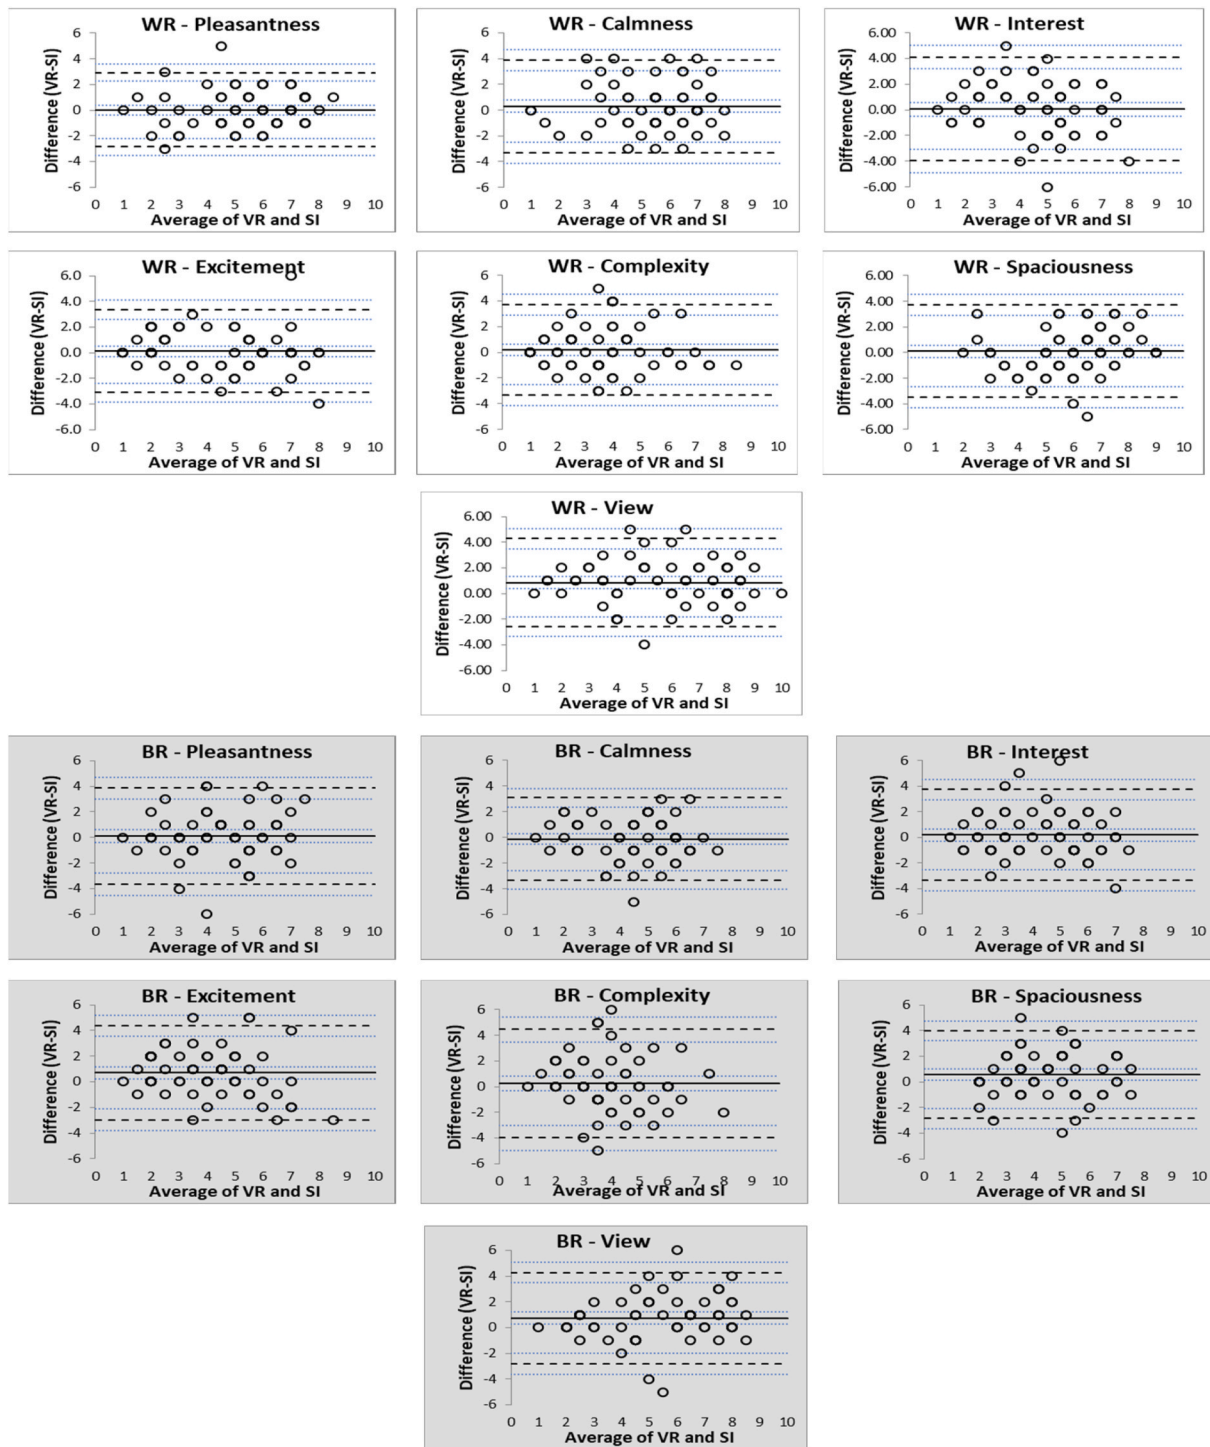 WR - Pleasantness
Difference (VR-SI)
6
4
2
0
-2
-4
-6
0 1 2 3 4 5 6 7 8 9 10
Average of VR and SI
WR - Calmness
Difference (VR-SI)
6
4
2
0
-2
-4
-6
0 1 2 3 4 5 6 7 8 9 10
Average of VR and SI
WR - Interest
Difference (VR-SI)
6.00
4.00
2.00
0.00
-2.00
-4.00
-6.00
0 1 2 3 4 5 6 7 8 9 10
Average of VR and SI
WR - Excitement
Difference (VR-SI)
6.0
4.0
2.0
0.0
-2.0
-4.0
-6.0
0 1 2 3 4 5 6 7 8 9 10
Average of VR and SI
WR - Complexity
Difference (VR-SI)
6
4
2
0
-2
-4
-6
0 1 2 3 4 5 6 7 8 9 10
Average of VR and SI
WR - Spaciousness
Difference (VR-SI)
6.00
4.00
2.00
0.00
-2.00
-4.00
-6.00
0 1 2 3 4 5 6 7 8 9 10
Average of VR and SI
WR - View
Difference (VR-SI)
6.00
4.00
2.00
0.00
-2.00
-4.00
-6.00
0 1 2 3 4 5 6 7 8 9 10
Average of VR and SI
BR - Pleasantness
Difference (VR-SI)
6
4
2
0
-2
-4
-6
0 1 2 3 4 5 6 7 8 9 10
Average of VR and SI
BR - Calmness
Difference (VR-SI)
6
4
2
0
-2
-4
-6
0 1 2 3 4 5 6 7 8 9 10
Average of VR and SI
BR - Interest
Difference (VR-SI)
6
4
2
0
-2
-4
-6
0 1 2 3 4 5 6 7 8 9 10
Average of VR and SI
BR - Excitement
Difference (VR-SI)
6
4
2
0
-2
-4
-6
0 1 2 3 4 5 6 7 8 9 10
Average of VR and SI
BR - Complexity
Difference (VR-SI)
6
4
2
0
-2
-4
-6
0 1 2 3 4 5 6 7 8 9 10
Average of VR and SI
BR - Spaciousness
Difference (VR-SI)
6
4
2
0
-2
-4
-6
0 1 2 3 4 5 6 7 8 9 10
Average of VR and SI
BR - View
Difference (VR-SI)
6
4
2
0
-2
-4
-6
0 1 2 3 4 5 6 7 8 9 10
Average of VR and SI